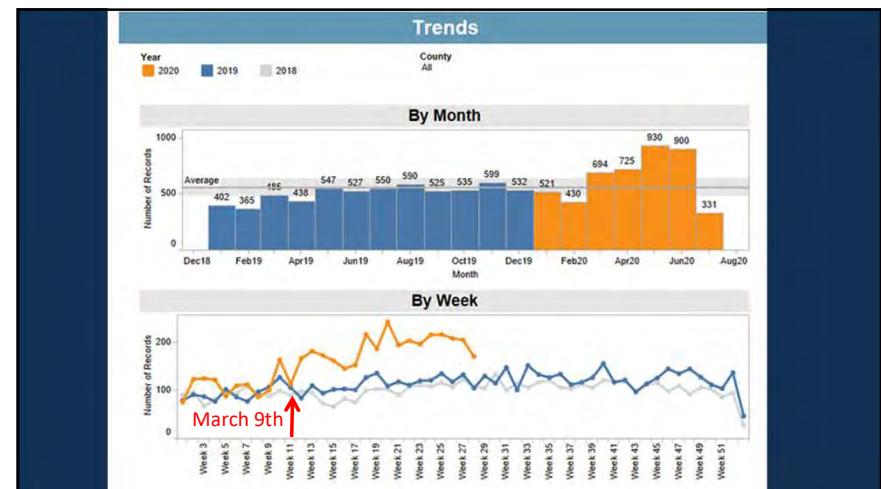 Trends
Year
2020 2019 2018
County
All
By Month
Number of Records
1000
500
0
Average
402 365 486 438 547 527 550 590 525 535 599 532 521 430 694 725 930 900 331
Dec18 Feb19 Apr19 Jun19 Aug19 Oct19 Dec19 Feb20 Apr20 Jun20 Aug20
Month
By Week
Number of Records
200
100
0
March 9th
Week 3 Week 5 Week 7 Week 9 Week 11 Week 13 Week 15 Week 17 Week 19 Week 21 Week 23 Week 25 Week 27 Week 29 Week 31 Week 33 Week 35 Week 37 Week 39 Week 41 Week 43 Week 45 Week 47 Week 49 Week 51